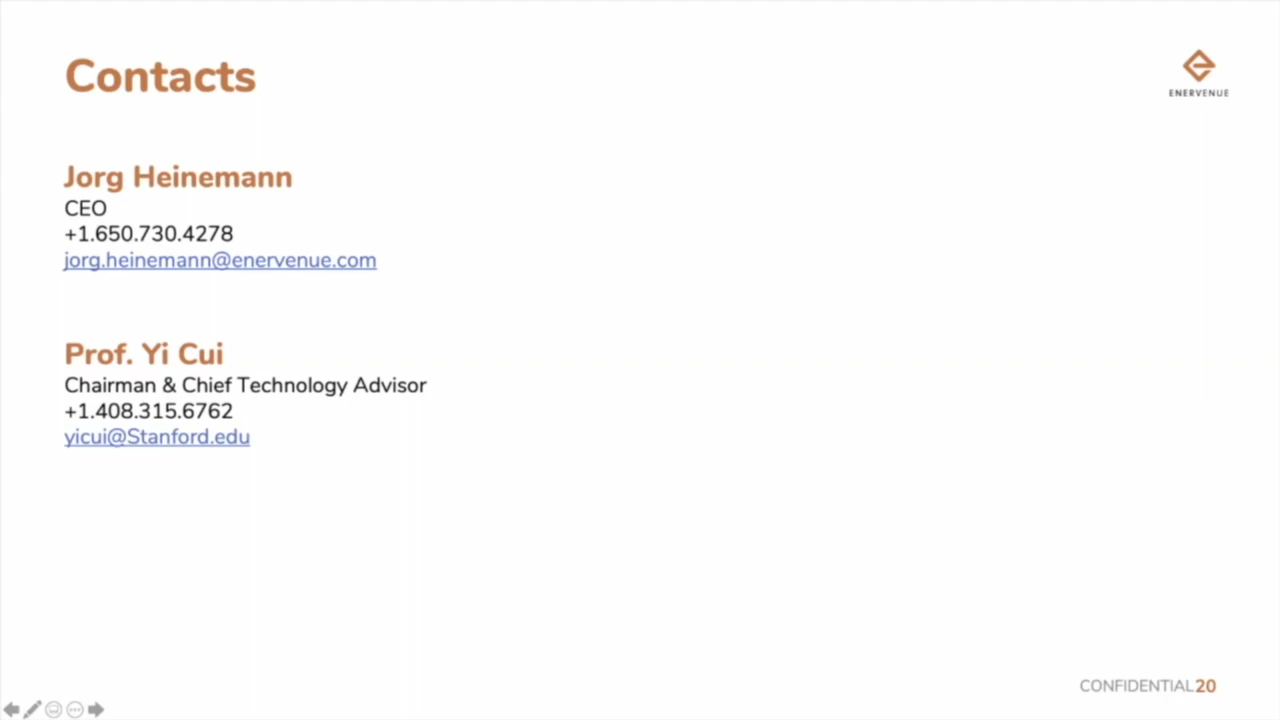 Contacts
ENERVENUE
Jorg Heinemann
CEO
+1.650.730.4278
jorg.heinemann@enervenue.com
Prof. Yi Cui
Chairman & Chief Technology Advisor
+1.408.315.6762
yicui@Stanford.edu
CONFIDENTIAL 20